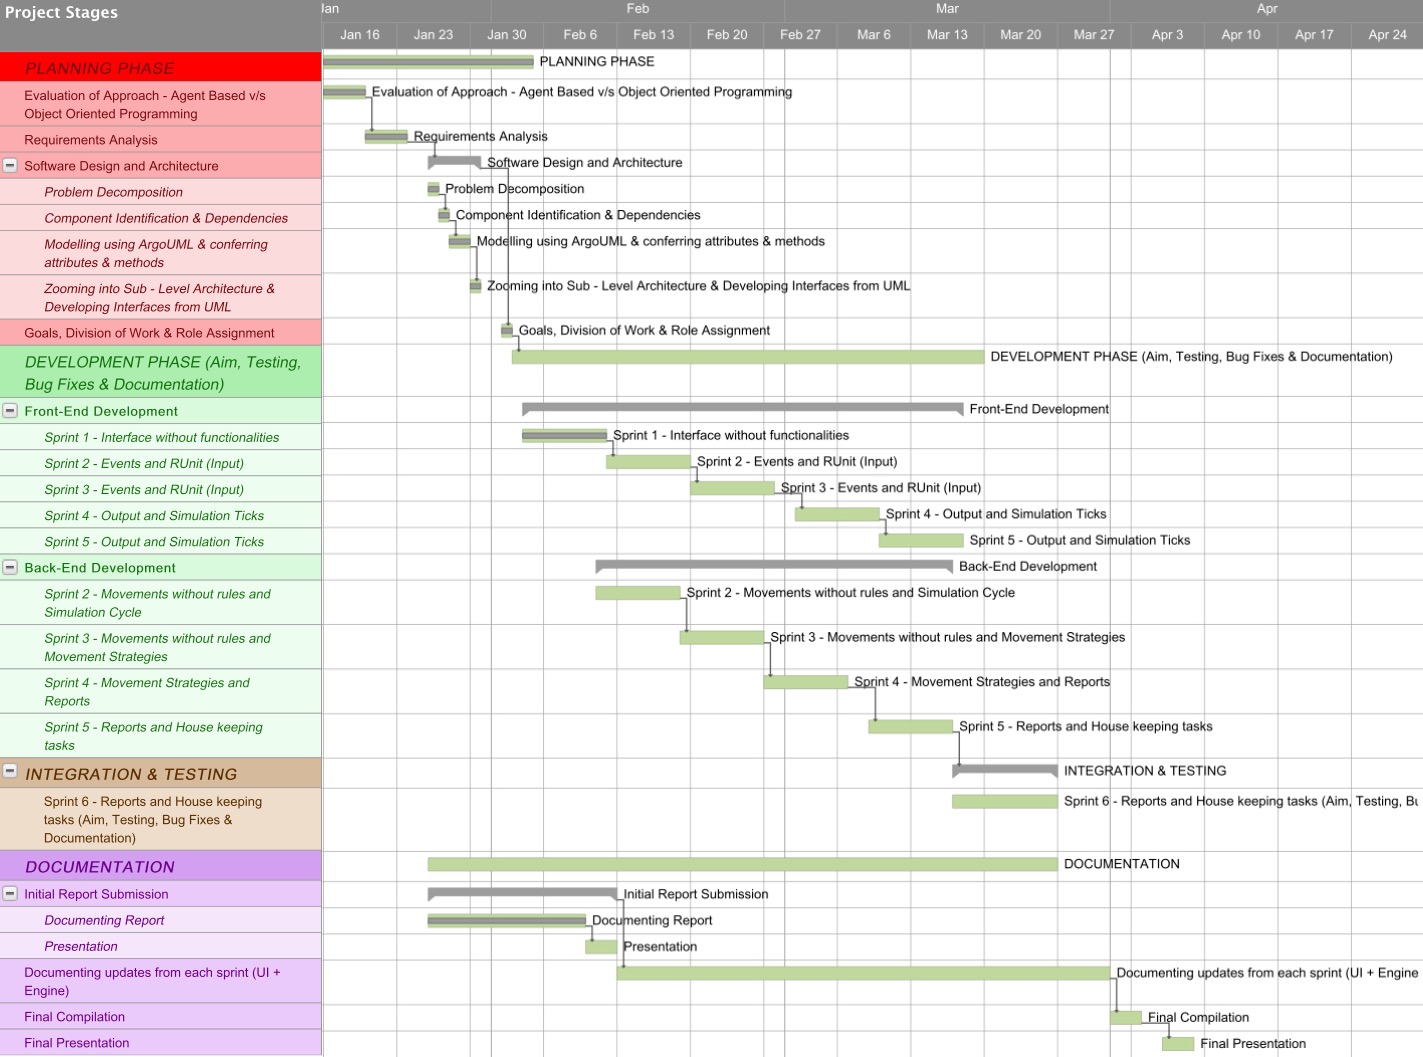 Project Stages
Jan
Feb
Mar
Apr
Jan 16
Jan 23
Jan 30
Feb 6
Feb 13
Feb 20
Feb 27
Mar 6
Mar 13
Mar 20
Mar 27
Apr 3
Apr 10
Apr 17
Apr 24
PLANNING PHASE
PLANNING PHASE
Evaluation of Approach - Agent Based v/s
Object Oriented Programming
Evaluation of Approach - Agent Based v/s Object Oriented Programming
Requirements Analysis
Requirements Analysis
Software Design and Architecture
Software Design and Architecture
Problem Decomposition
Problem Decomposition
Component Identification & Dependencies
Component Identification & Dependencies
Modelling using ArgoUML & conferring
attributes & methods
Modelling using ArgoUML & conferring attributes & methods
Zooming into Sub - Level Architecture &
Developing Interfaces from UML
Zooming into Sub - Level Architecture & Developing Interfaces from UML
Goals, Division of Work & Role Assignment
Goals, Division of Work & Role Assignment
DEVELOPMENT PHASE (Aim, Testing,
Bug Fixes & Documentation)
DEVELOPMENT PHASE (Aim, Testing, Bug Fixes & Documentation)
Front-End Development
Front-End Development
Sprint 1 - Interface without functionalities
Sprint 1 - Interface without functionalities
Sprint 2 - Events and RUnit (Input)
Sprint 2 - Events and RUnit (Input)
Sprint 3 - Events and RUnit (Input)
Sprint 3 - Events and RUnit (Input)
Sprint 4 - Output and Simulation Ticks
Sprint 4 - Output and Simulation Ticks
Sprint 5 - Output and Simulation Ticks
Sprint 5 - Output and Simulation Ticks
Back-End Development
Back-End Development
Sprint 2 - Movements without rules and
Simulation Cycle
Sprint 2 - Movements without rules and Simulation Cycle
Sprint 3 - Movements without rules and
Movement Strategies
Sprint 3 - Movements without rules and Movement Strategies
Sprint 4 - Movement Strategies and
Reports
Sprint 4 - Movement Strategies and Reports
Sprint 5 - Reports and House keeping
tasks
Sprint 5 - Reports and House keeping tasks
INTEGRATION & TESTING
INTEGRATION & TESTING
Sprint 6 - Reports and House keeping
tasks (Aim, Testing, Bug Fixes &
Documentation)
Sprint 6 - Reports and House keeping tasks (Aim, Testing, Bu
DOCUMENTATION
DOCUMENTATION
Initial Report Submission
Initial Report Submission
Documenting Report
Documenting Report
Presentation
Presentation
Documenting updates from each sprint (UI +
Engine)
Documenting updates from each sprint (UI + Engine
Final Compilation
Final Compilation
Final Presentation
Final Presentation